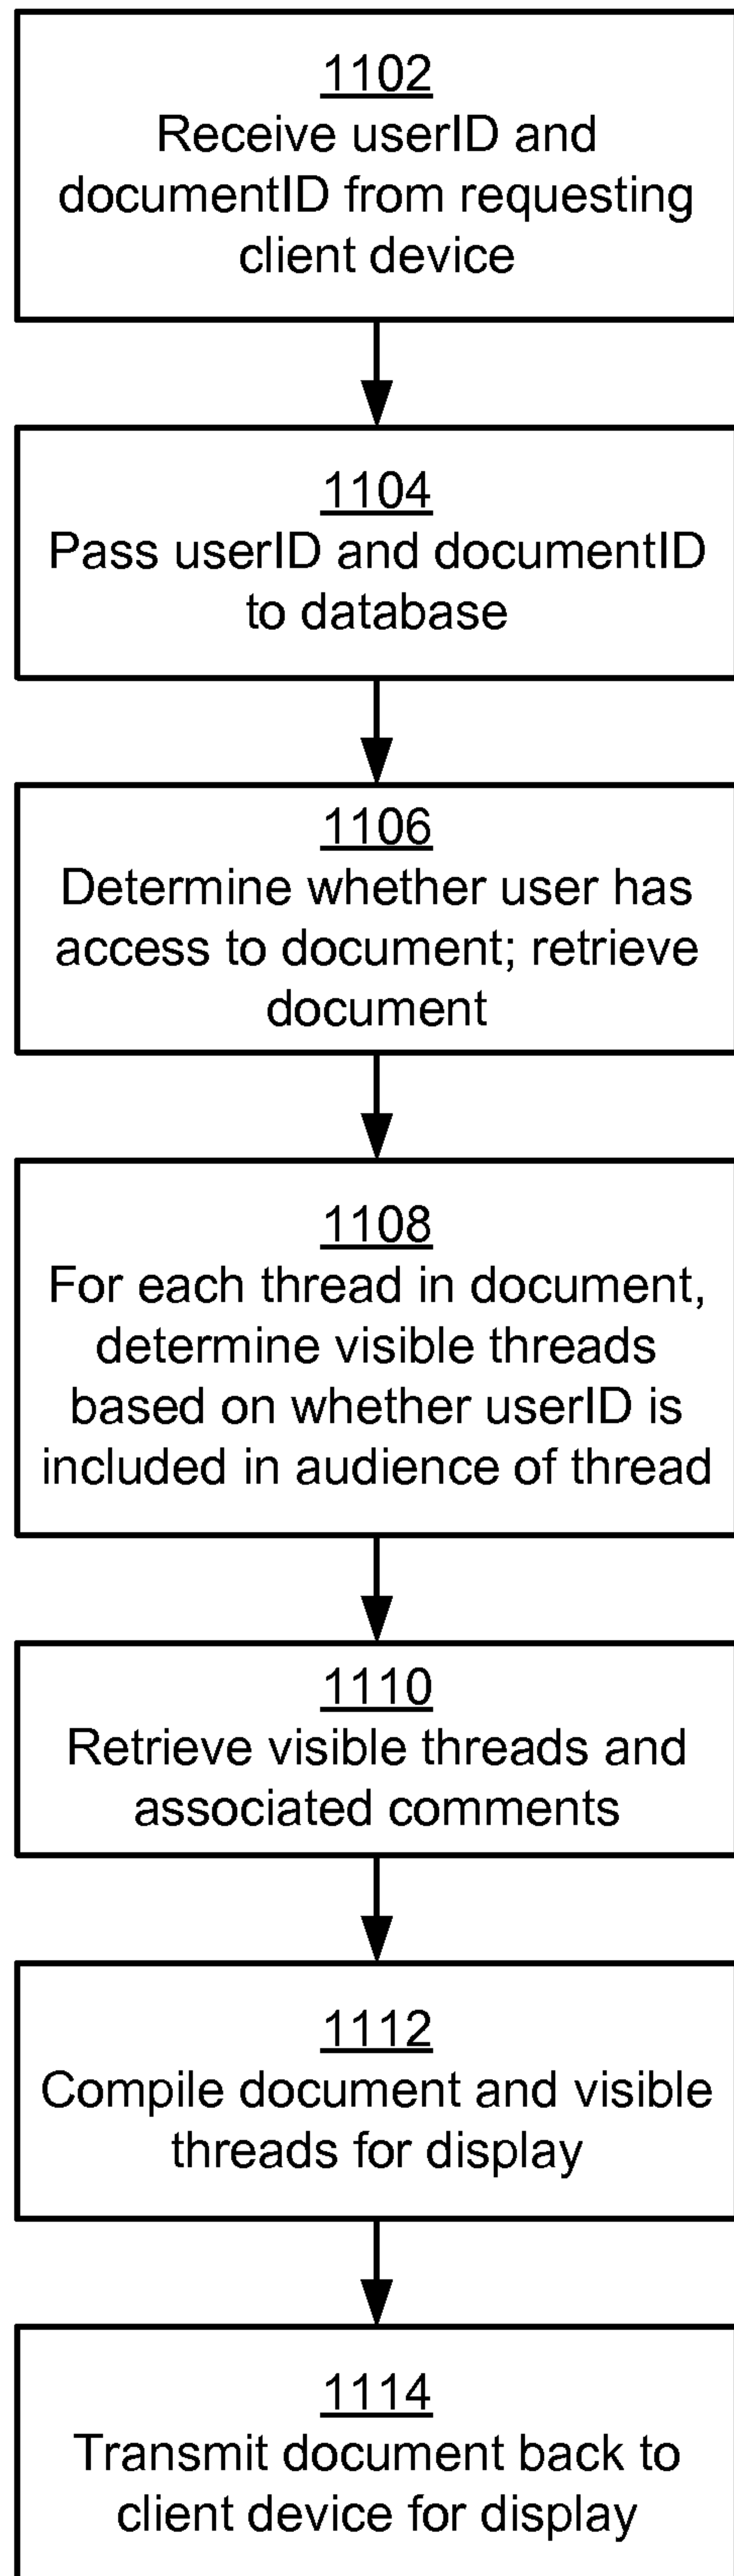 1102
Receive userID and
documentID from requesting
client device
1104
Pass userID and documentID
to database
1106
Determine whether user has
access to document; retrieve
document
1108
For each thread in document,
determine visible threads
based on whether userID is
included in audience of thread
1110
Retrieve visible threads and
associated comments
1112
Compile document and visible
threads for display
1114
Transmit document back to
client device for display